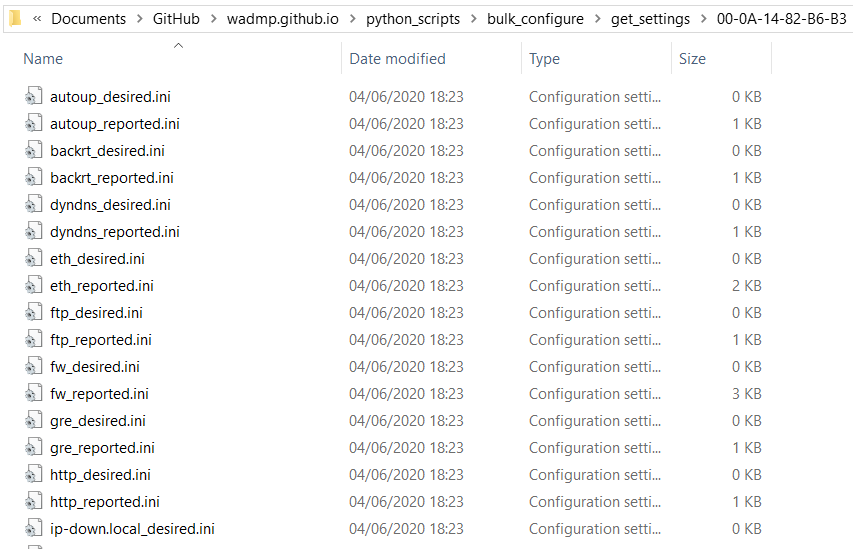 « Documents > GitHub > wadmp.github.io > python_scripts > bulk_configure > get_settings > 00-0A-14-82-B6-B3
Name Date modified Type Size
autoup_desired.ini 04/06/2020 18:23 Configuration setti... 0 KB
autoup_reported.ini 04/06/2020 18:23 Configuration setti... 1 KB
backrt_desired.ini 04/06/2020 18:23 Configuration setti... 0 KB
backrt_reported.ini 04/06/2020 18:23 Configuration setti... 1 KB
dyndns_desired.ini 04/06/2020 18:23 Configuration setti... 0 KB
dyndns_reported.ini 04/06/2020 18:23 Configuration setti... 1 KB
eth_desired.ini 04/06/2020 18:23 Configuration setti... 0 KB
eth_reported.ini 04/06/2020 18:23 Configuration setti... 2 KB
ftp_desired.ini 04/06/2020 18:23 Configuration setti... 0 KB
ftp_reported.ini 04/06/2020 18:23 Configuration setti... 1 KB
fw_desired.ini 04/06/2020 18:23 Configuration setti... 0 KB
fw_reported.ini 04/06/2020 18:23 Configuration setti... 3 KB
gre_desired.ini 04/06/2020 18:23 Configuration setti... 0 KB
gre_reported.ini 04/06/2020 18:23 Configuration setti... 1 KB
http_desired.ini 04/06/2020 18:23 Configuration setti... 0 KB
http_reported.ini 04/06/2020 18:23 Configuration setti... 1 KB
ip-down.local_desired.ini 04/06/2020 18:23 Configuration setti... 0 KB